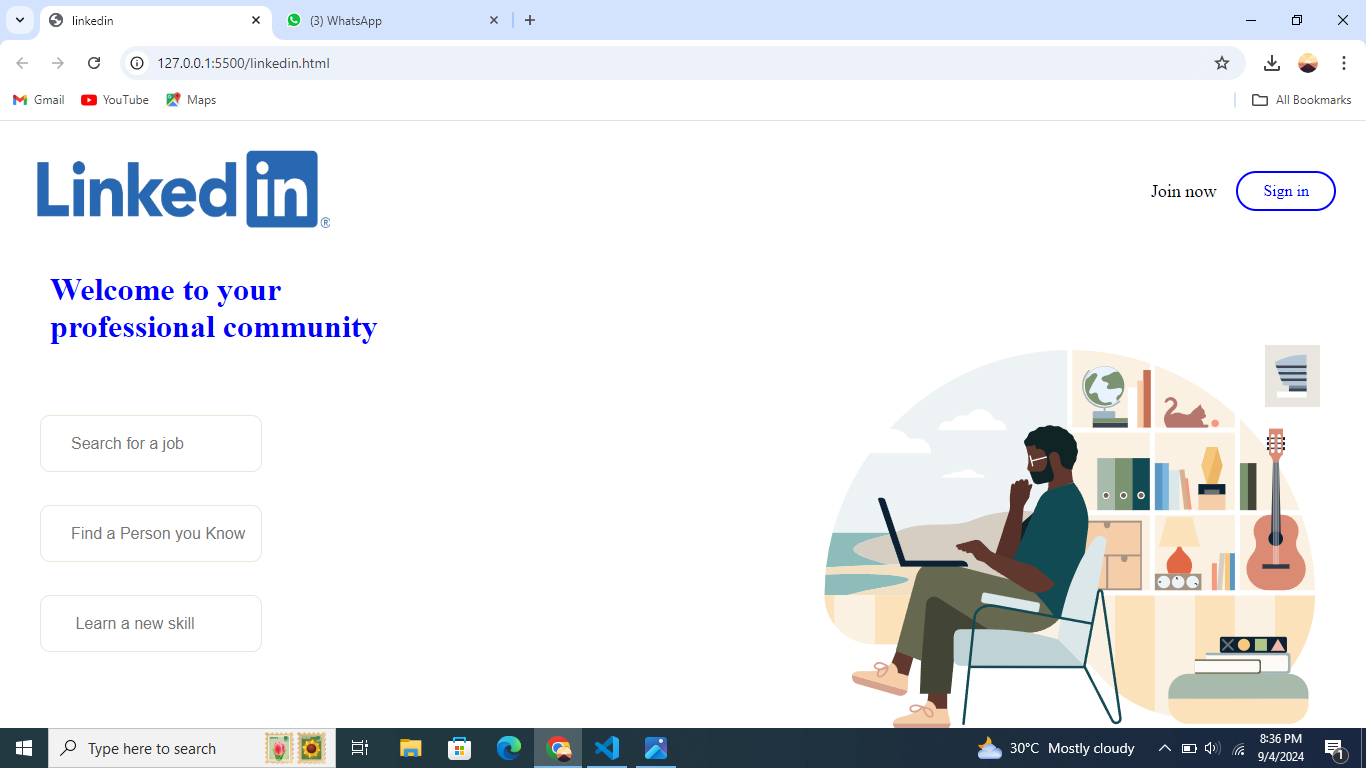 linkedin
(3) WhatsApp
127.0.0.1:5500/linkedin.html
Gmail
YouTube
Maps
All Bookmarks
Linked in ®
Join now
Sign in
Welcome to your
professional community
Search for a job
Find a Person you Know
Learn a new skill
Type here to search
30°C Mostly cloudy
8:36 PM
9/4/2024
1